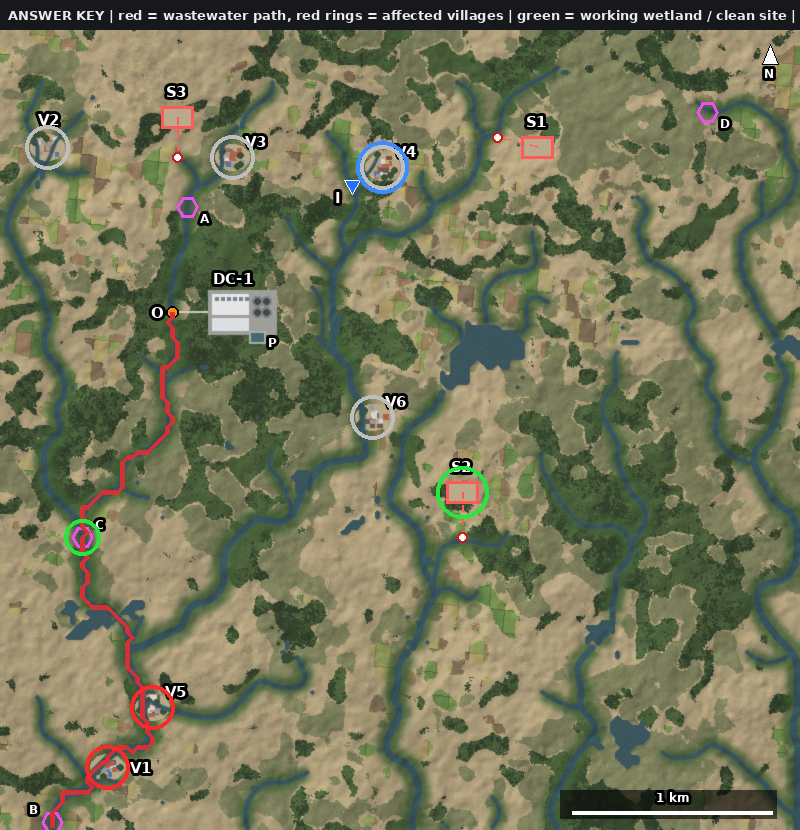 ANSWER KEY | red = wastewater path, red rings = affected villages | green = working wetland / clean site |
N
S3
S1
V2
D
V3
V4
I
A
DC-1
O
P
V6
S2
C
V5
V1
1 km
B